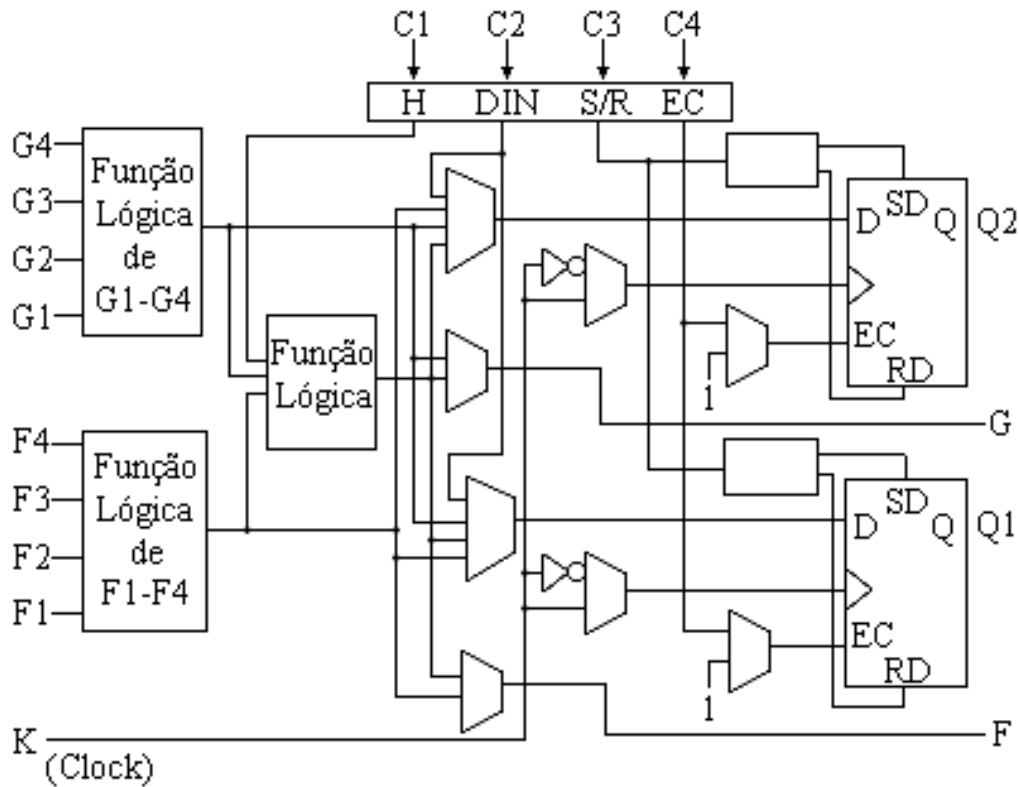 C1 C2 C3 C4
H DIN S/R EC
G4
G3
G2
G1
Função
Lógica
de
G1-G4
Função
Lógica
F4
F3
F2
F1
Função
Lógica
de
F1-F4
SD
D Q Q2
EC
RD
1
G
SD
D Q Q1
EC
RD
1
F
K
(Clock)